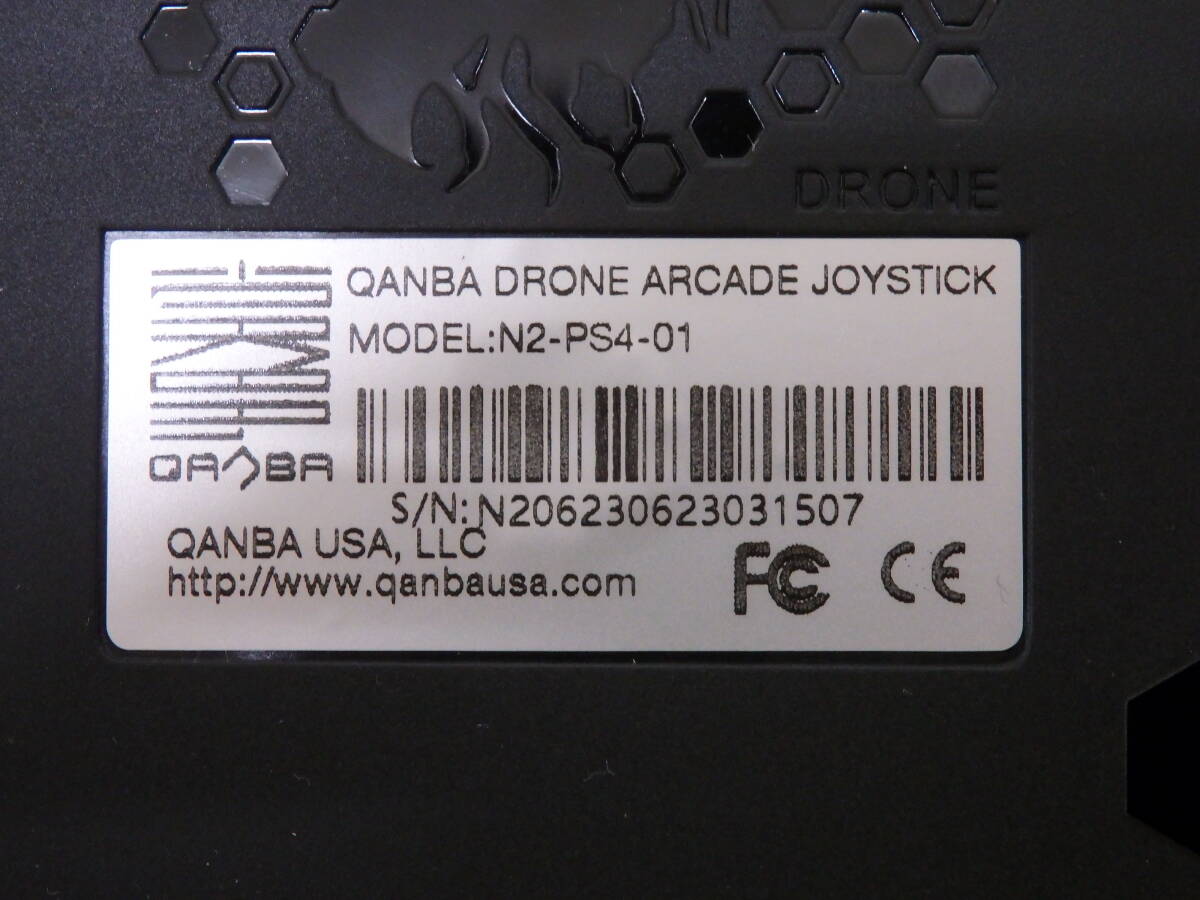 DRONE
QANBA DRONE ARCADE JOYSTICK
MODEL:N2-PS4-01
QANBA
S/N: N206230623031507
QANBA USA, LLC
http://www.qanbausa.com
FC CE